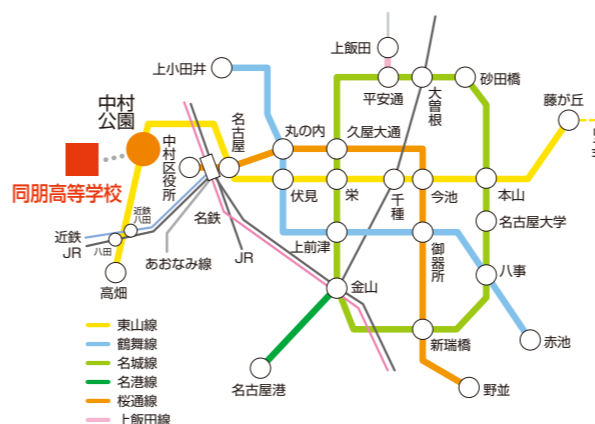 上飯田
上小田井
平安通
大曽根
砂田橋
藤が丘
中村
公園
名古屋
丸の内
久屋大通
中村区役所
同朋高等学校
伏見
栄
千種
今池
本山
名古屋大学
近鉄
八田
近鉄
JR
八田
名鉄
あおなみ線
JR
上前津
御器所
八事
高畑
金山
新瑞橋
赤池
名古屋港
野並
東山線
鶴舞線
名城線
名港線
桜通線
上飯田線